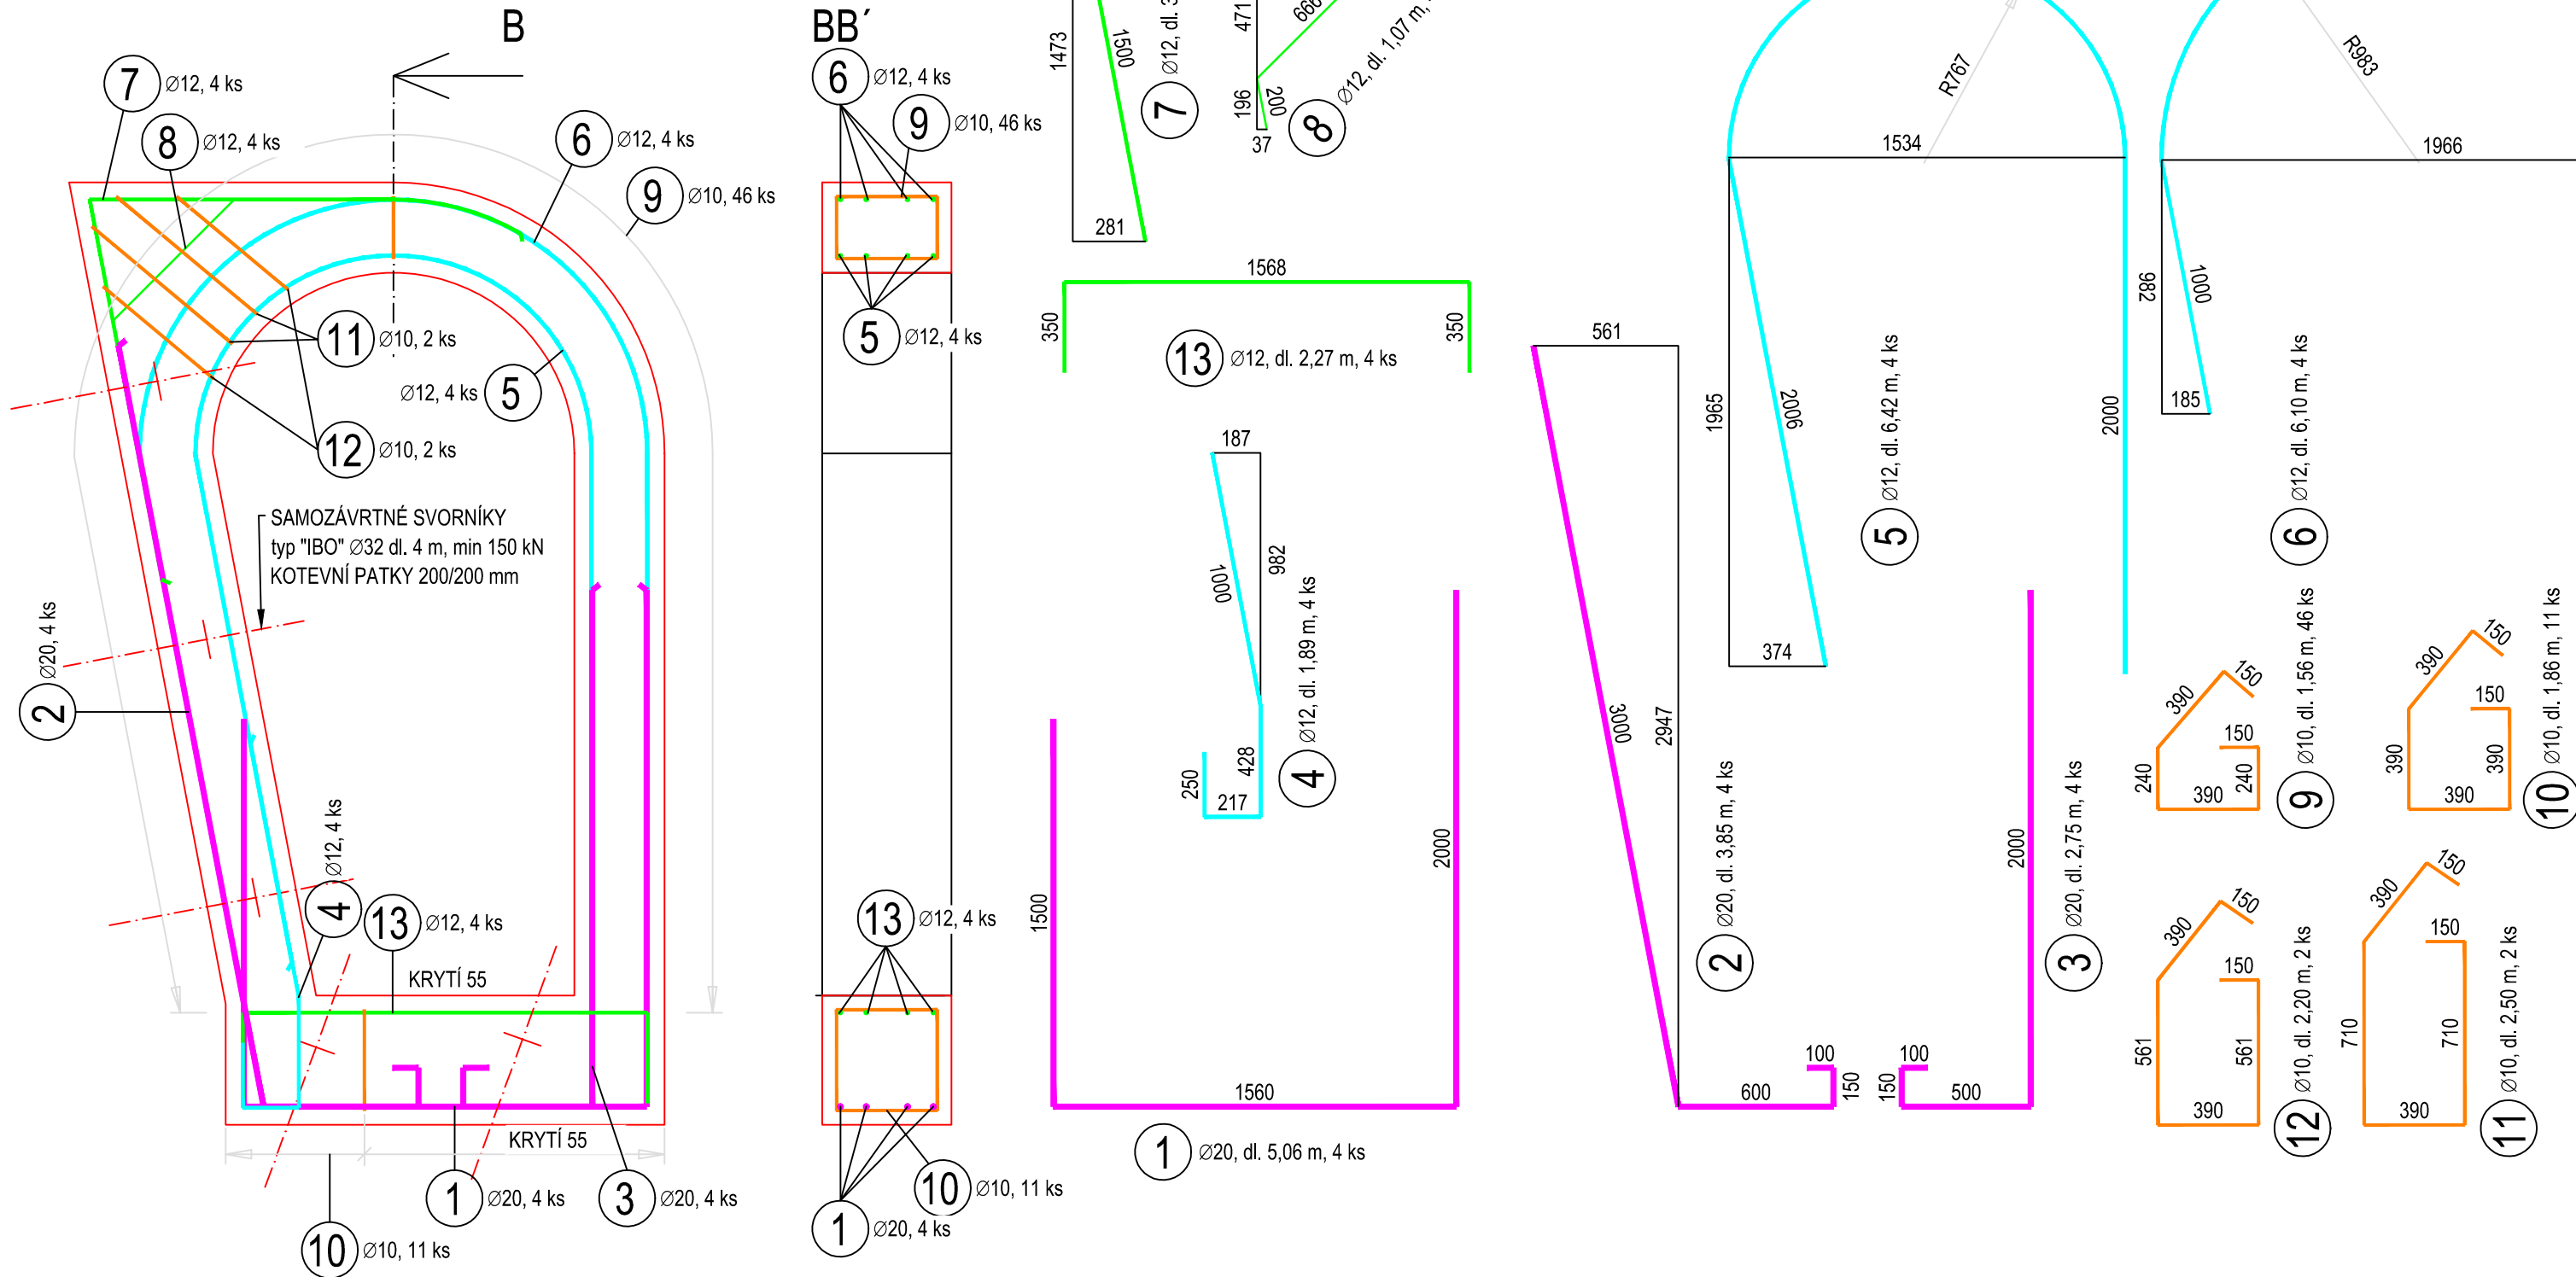 B
7 Ø12, 4 ks
8 Ø12, 4 ks
6 Ø12, 4 ks
9 Ø10, 46 ks
11 Ø10, 2 ks
Ø12, 4 ks 5
12 Ø10, 2 ks
SAMOZÁVRTNÉ SVORNÍKY
typ "IBO" Ø32 dl. 4 m, min 150 kN
KOTEVNÍ PATKY 200/200 mm
2 Ø20, 4 ks
4 Ø12, 4 ks
13 Ø12, 4 ks
KRYTÍ 55
KRYTÍ 55
1 Ø20, 4 ks
3 Ø20, 4 ks
10 Ø10, 11 ks
BB´
6 Ø12, 4 ks
9 Ø10, 46 ks
5 Ø12, 4 ks
13 Ø12, 4 ks
10 Ø10, 11 ks
1 Ø20, 4 ks
1473
1500
281
7 Ø12, dl. 3
471
666
196
200
37
8 Ø12, dl. 1,07 m,
1568
350
350
13 Ø12, dl. 2,27 m, 4 ks
187
982
1000
428
250
217
4 Ø12, dl. 1,89 m, 4 ks
1500
2000
1560
1 Ø20, dl. 5,06 m, 4 ks
561
3000
2947
600
150
100
2 Ø20, dl. 3,85 m, 4 ks
100
150
500
2000
3 Ø20, dl. 2,75 m, 4 ks
R767
1534
1965
2006
374
2000
5 Ø12, dl. 6,42 m, 4 ks
R983
1966
982
1000
185
6 Ø12, dl. 6,10 m, 4 ks
390
150
150
240
240
390
9 Ø10, dl. 1,56 m, 46 ks
390
150
150
390
390
390
10 Ø10, dl. 1,86 m, 11 ks
390
150
150
561
561
390
12 Ø10, dl. 2,20 m, 2 ks
390
150
150
710
710
390
11 Ø10, dl. 2,50 m, 2 ks